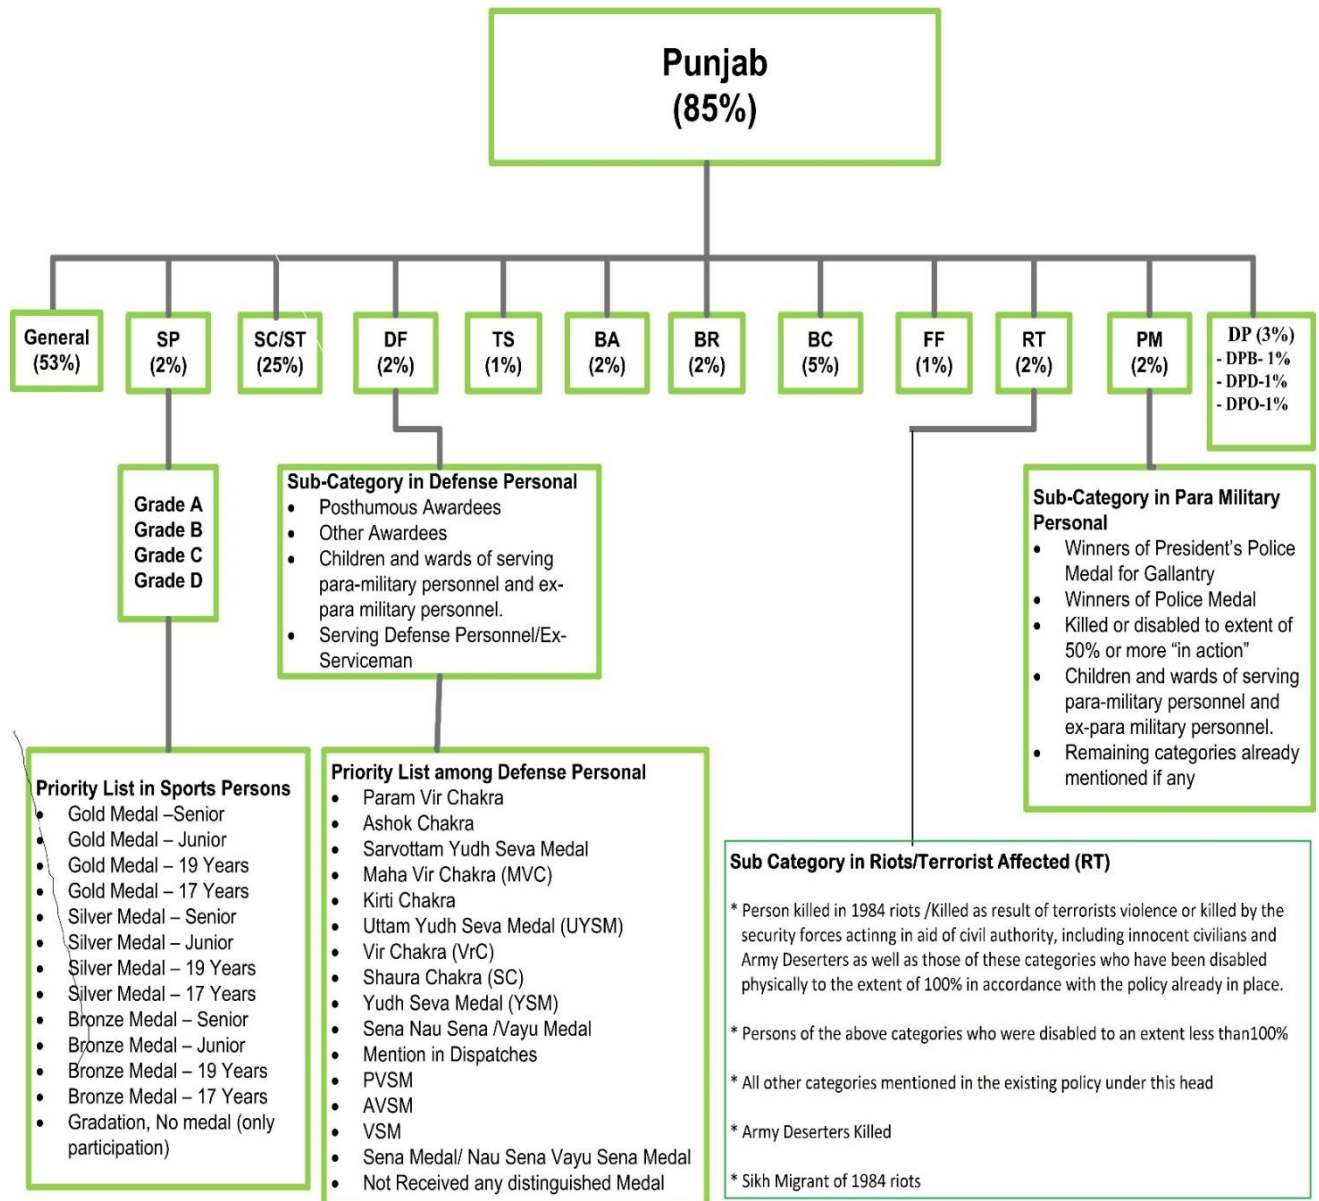 Punjab
(85%)
General
(53%)
SP
(2%)
SC/ST
(25%)
DF
(2%)
TS
(1%)
BA
(2%)
BR
(2%)
BC
(5%)
FF
(1%)
RT
(2%)
PM
(2%)
DP (3%)
- DPB- 1%
- DPD-1%
- DPO-1%
Grade A
Grade B
Grade C
Grade D
Sub-Category in Defense Personal
• Posthumous Awardees
• Other Awardees
• Children and wards of serving
para-military personnel and ex-
para military personnel.
• Serving Defense Personnel/Ex-
Serviceman
Sub-Category in Para Military
Personal
• Winners of President's Police
Medal for Gallantry
• Winners of Police Medal
• Killed or disabled to extent of
50% or more "in action"
• Children and wards of serving
para-military personnel and
ex-para military personnel.
• Remaining categories already
mentioned if any
Priority List in Sports Persons
• Gold Medal –Senior
• Gold Medal – Junior
• Gold Medal – 19 Years
• Gold Medal – 17 Years
• Silver Medal – Senior
• Silver Medal – Junior
• Silver Medal – 19 Years
• Silver Medal – 17 Years
• Bronze Medal – Senior
• Bronze Medal – Junior
• Bronze Medal – 19 Years
• Bronze Medal – 17 Years
• Gradation, No medal (only
participation)
Priority List among Defense Personal
• Param Vir Chakra
• Ashok Chakra
• Sarvottam Yudh Seva Medal
• Maha Vir Chakra (MVC)
• Kirti Chakra
• Uttam Yudh Seva Medal (UYSM)
• Vir Chakra (VrC)
• Shaura Chakra (SC)
• Yudh Seva Medal (YSM)
• Sena Nau Sena /Vayu Medal
• Mention in Dispatches
• PVSM
• AVSM
• VSM
• Sena Medal/ Nau Sena Vayu Sena Medal
• Not Received any distinguished Medal
Sub Category in Riots/Terrorist Affected (RT)
* Person killed in 1984 riots /Killed as result of terrorists violence or killed by the
security forces actinng in aid of civil authority, including innocent civilians and
Army Deserters as well as those of these categories who have been disabled
physically to the extent of 100% in accordance with the policy already in place.
* Persons of the above categories who were disabled to an extent less than100%
* All other categories mentioned in the existing policy under this head
* Army Deserters Killed
* Sikh Migrant of 1984 riots